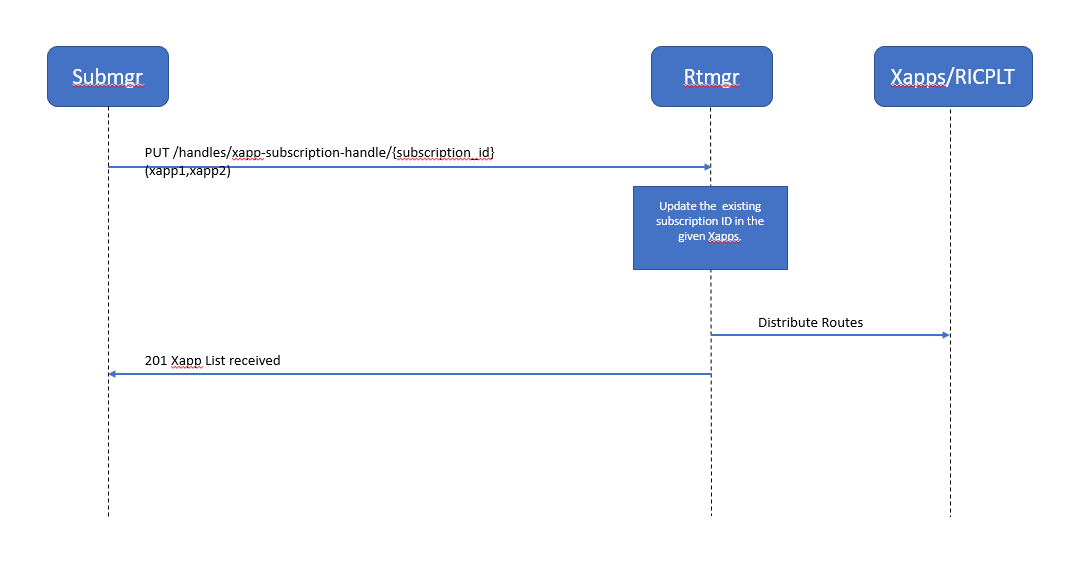 Submgr
Rtmgr
Xapps/RICPLT
PUT /handles/xapp-subscription-handle/{subscription_id}
(xapp1,xapp2)
Update the existing
subscription ID in the
given Xapps.
Distribute Routes
201 Xapp List received